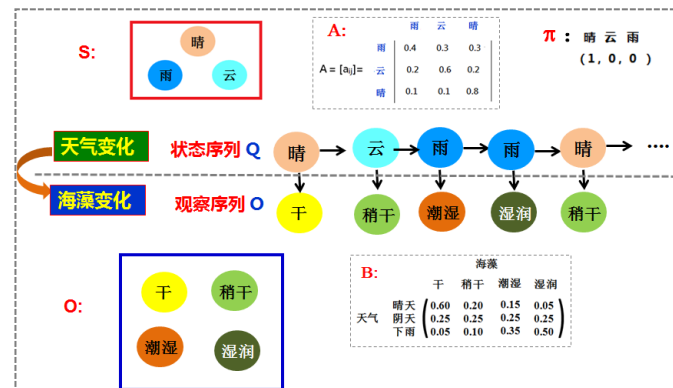 S:
晴
雨
云
A:
雨 云 晴
雨 0.4 0.3 0.3
A = [aij]= 云 0.2 0.6 0.2
晴 0.1 0.1 0.8
π : 晴 云 雨
(1, 0, 0 )
天气变化
状态序列 Q
晴
云
雨
雨
晴
....
海藻变化
观察序列 O
干
稍干
潮湿
湿润
稍干
O:
干
稍干
潮湿
湿润
B:
海藻
干 稍干 潮湿 湿润
晴天 0.60 0.20 0.15 0.05
天气 阴天 0.25 0.25 0.25 0.25
下雨 0.05 0.10 0.35 0.50